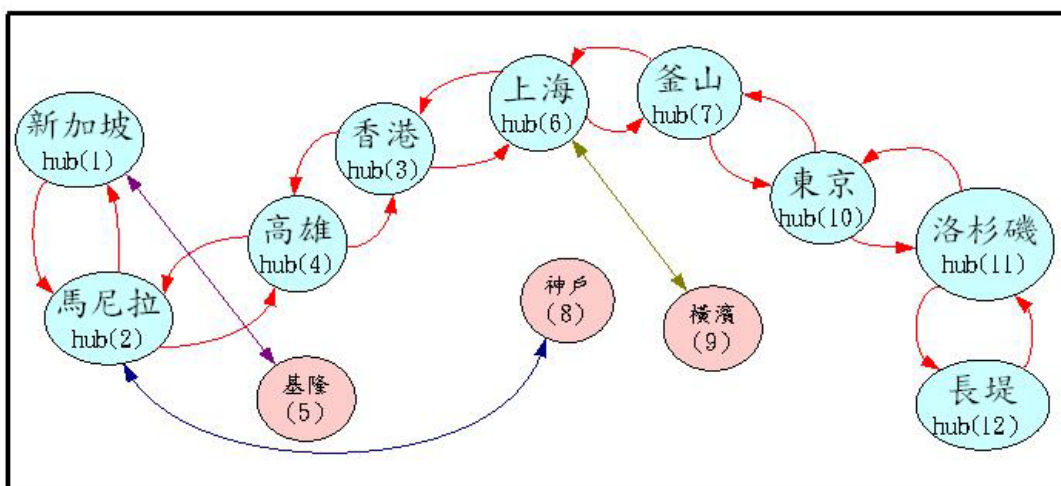 新加坡
hub(1)
馬尼拉
hub(2)
高雄
hub(4)
香港
hub(3)
上海
hub(6)
釜山
hub(7)
東京
hub(10)
洛杉磯
hub(11)
長堤
hub(12)
基隆
(5)
神戶
(8)
橫濱
(9)